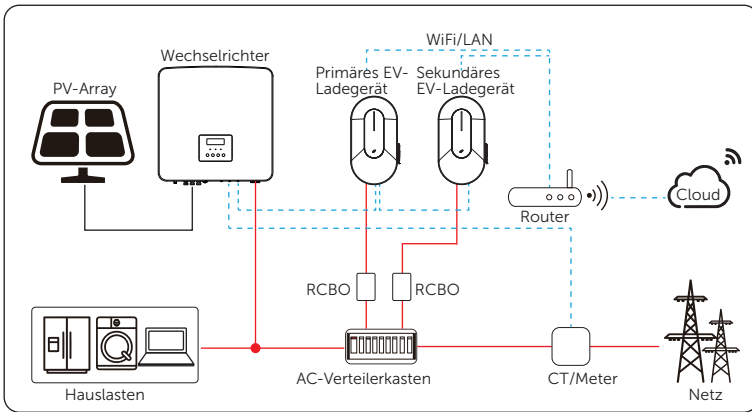 WiFi/LAN
Wechselrichter
PV-Array
Primäres EV-
Ladegerät
Sekundäres
EV-Ladegerät
Cloud
Router
RCBO
RCBO
Hauslasten
AC-Verteilerkasten
CT/Meter
Netz